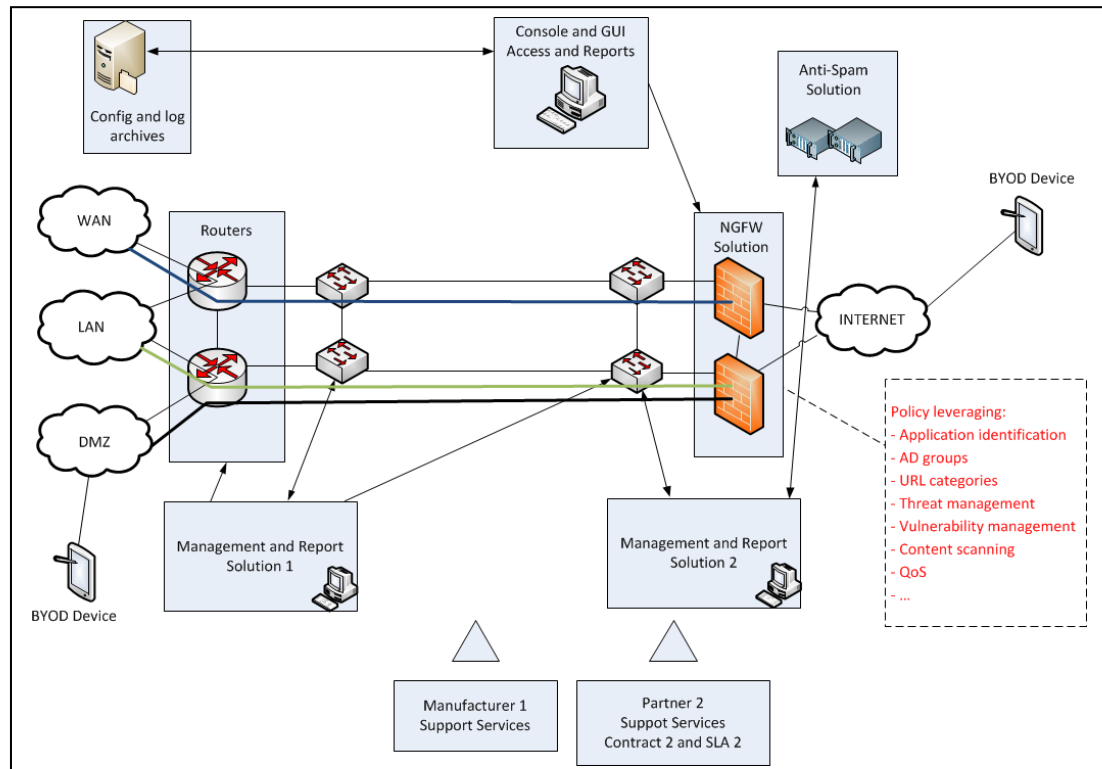 Config and log
archives
Console and GUI
Access and Reports
Anti-Spam
Solution
BYOD Device
WAN
Routers
NGFW
Solution
LAN
INTERNET
DMZ
Policy leveraging:
- Application identification
- AD groups
- URL categories
- Threat management
- Vulnerability management
- Content scanning
- QoS
- ...
Management and Report
Solution 1
Management and Report
Solution 2
BYOD Device
Manufacturer 1
Support Services
Partner 2
Suppot Services
Contract 2 and SLA 2